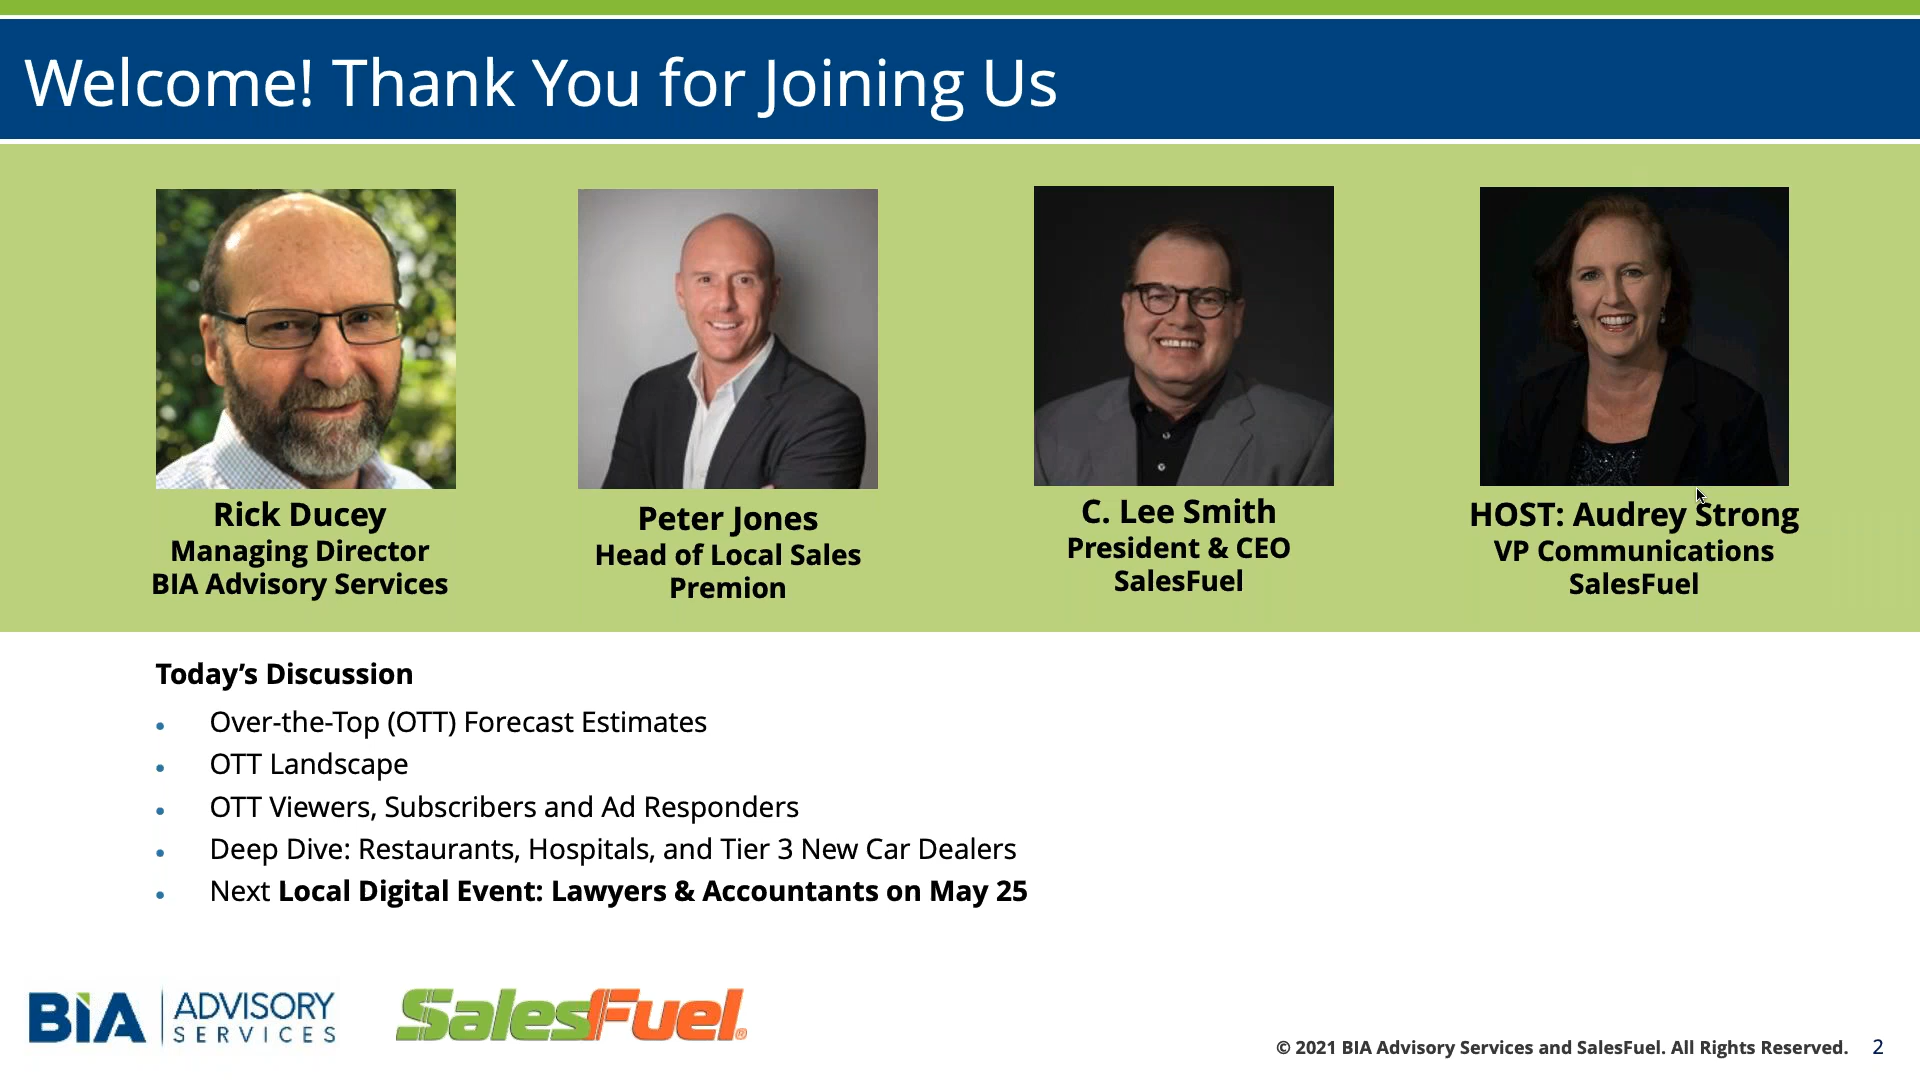 Welcome! Thank You for Joining Us
Rick Ducey
Managing Director
BIA Advisory Services
Peter Jones
Head of Local Sales
Premion
C. Lee Smith
President & CEO
SalesFuel
HOST: Audrey Strong
VP Communications
SalesFuel
Today’s Discussion
• Over-the-Top (OTT) Forecast Estimates
• OTT Landscape
• OTT Viewers, Subscribers and Ad Responders
• Deep Dive: Restaurants, Hospitals, and Tier 3 New Car Dealers
• Next Local Digital Event: Lawyers & Accountants on May 25
BiA ADVISORY
SERVICES
SalesFuel®
© 2021 BIA Advisory Services and SalesFuel. All Rights Reserved. 2